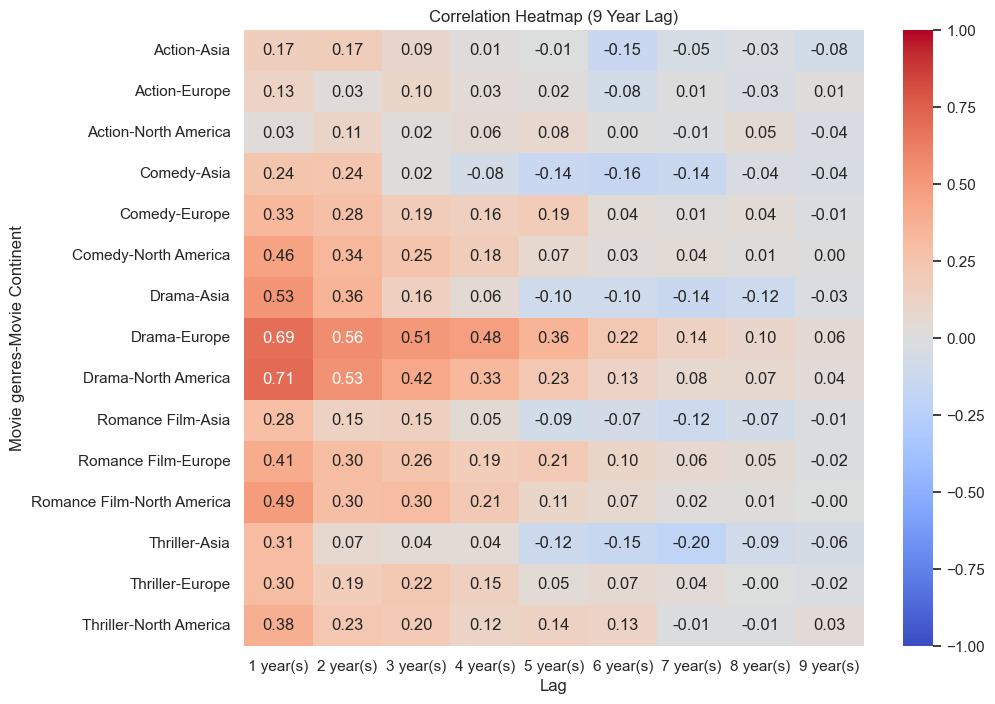 Correlation Heatmap (9 Year Lag)
Movie genres-Movie Continent
Action-Asia 0.17 0.17 0.09 0.01 -0.01 -0.15 -0.05 -0.03 -0.08
Action-Europe 0.13 0.03 0.10 0.03 0.02 -0.08 0.01 -0.03 0.01
Action-North America 0.03 0.11 0.02 0.06 0.08 0.00 -0.01 0.05 -0.04
Comedy-Asia 0.24 0.24 0.02 -0.08 -0.14 -0.16 -0.14 -0.04 -0.04
Comedy-Europe 0.33 0.28 0.19 0.16 0.19 0.04 0.01 0.04 -0.01
Comedy-North America 0.46 0.34 0.25 0.18 0.07 0.03 0.04 0.01 0.00
Drama-Asia 0.53 0.36 0.16 0.06 -0.10 -0.10 -0.14 -0.12 -0.03
Drama-Europe 0.69 0.56 0.51 0.48 0.36 0.22 0.14 0.10 0.06
Drama-North America 0.71 0.53 0.42 0.33 0.23 0.13 0.08 0.07 0.04
Romance Film-Asia 0.28 0.15 0.15 0.05 -0.09 -0.07 -0.12 -0.07 -0.01
Romance Film-Europe 0.41 0.30 0.26 0.19 0.21 0.10 0.06 0.05 -0.02
Romance Film-North America 0.49 0.30 0.30 0.21 0.11 0.07 0.02 0.01 -0.00
Thriller-Asia 0.31 0.07 0.04 0.04 -0.12 -0.15 -0.20 -0.09 -0.06
Thriller-Europe 0.30 0.19 0.22 0.15 0.05 0.07 0.04 -0.00 -0.02
Thriller-North America 0.38 0.23 0.20 0.12 0.14 0.13 -0.01 -0.01 0.03
1 year(s) 2 year(s) 3 year(s) 4 year(s) 5 year(s) 6 year(s) 7 year(s) 8 year(s) 9 year(s)
Lag
1.00
0.75
0.50
0.25
0.00
−0.25
−0.50
−0.75
−1.00